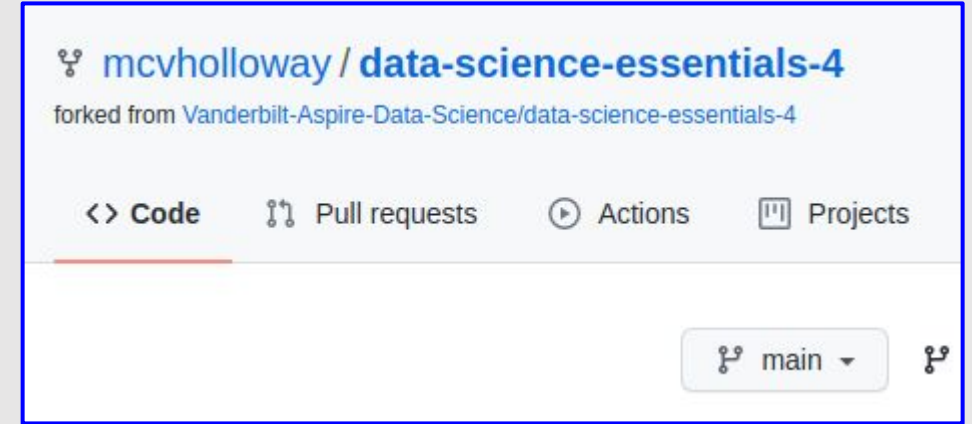 mcvholloway / data-science-essentials-4
forked from Vanderbilt-Aspire-Data-Science/data-science-essentials-4
<> Code Pull requests Actions Projects
main